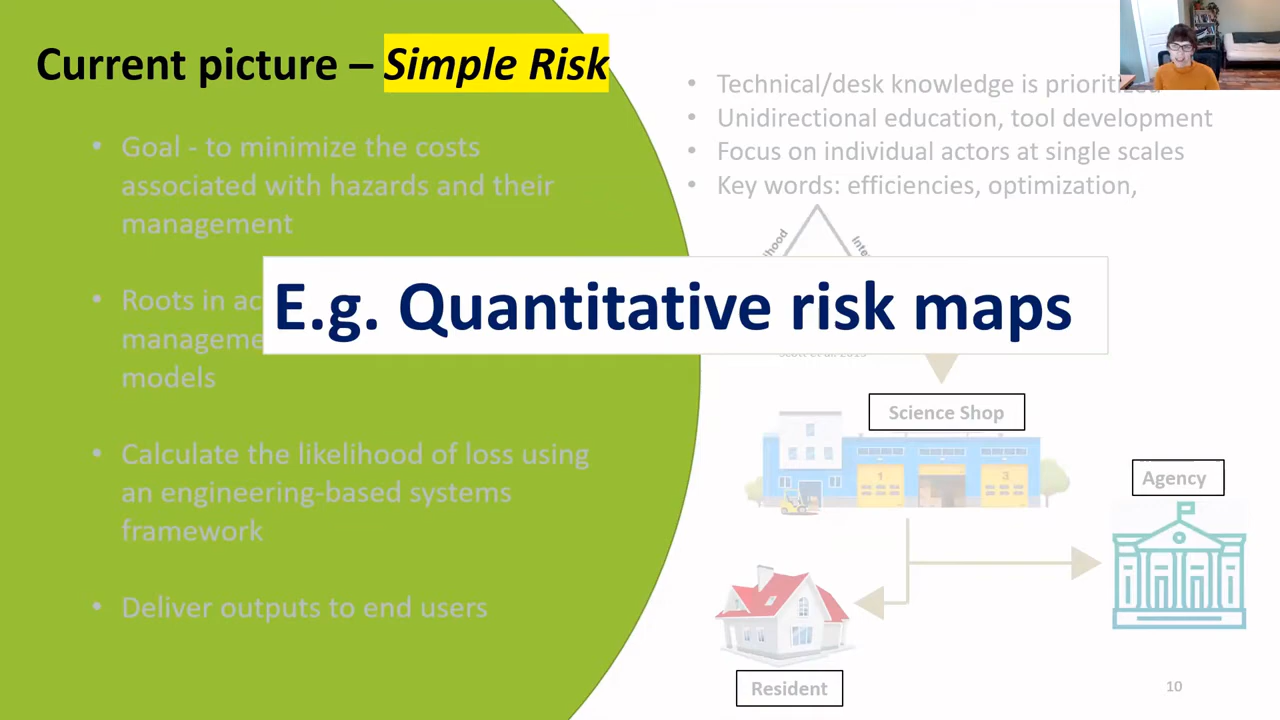 Current picture – Simple Risk
• Goal - to minimize the costs
associated with hazards and their
management
• Roots in
models
• Calculate the likelihood of loss using
an engineering-based systems
framework
• Deliver outputs to end users
• Technical/desk knowledge is prioritized
• Unidirectional education, tool development
• Focus on individual actors at single scales
• Key words: efficiencies, optimization,
E.g. Quantitative risk maps
Science Shop
1
3
Agency
Resident
10